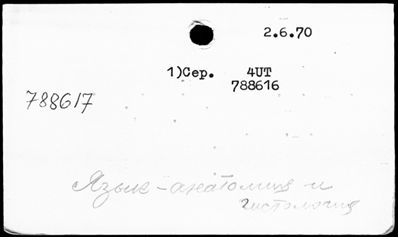 2.6.70
1)Сер. 4UT
788616
788617
Язык-анатомия и
гистология